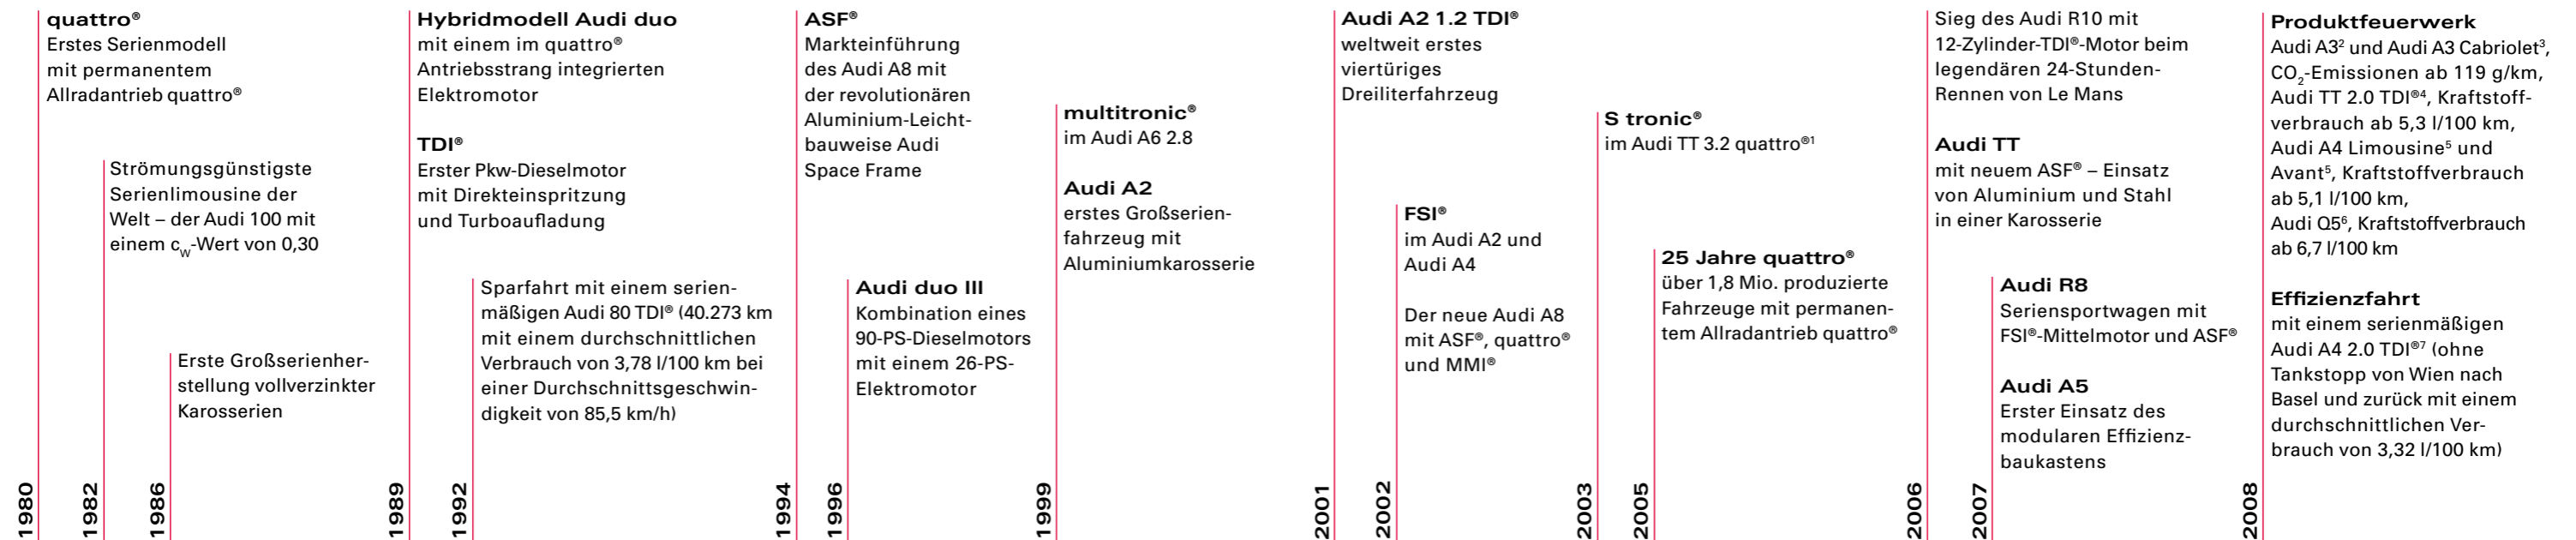 quattro®
Erstes Serienmodell
mit permanentem
Allradantrieb quattro®
1980
Strömungsgünstigste
Serienlimousine der
Welt – der Audi 100 mit
einem cW-Wert von 0,30
1982
Erste Großserienher-
stellung vollverzinkter
Karosserien
1986
Hybridmodell Audi duo
mit einem im quattro®
Antriebsstrang integrierten
Elektromotor
TDI®
Erster Pkw-Dieselmotor
mit Direkteinspritzung
und Turboaufladung
1989
Sparfahrt mit einem serien-
mäßigen Audi 80 TDI® (40.273 km
mit einem durchschnittlichen
Verbrauch von 3,78 l/100 km bei
einer Durchschnittsgeschwin-
digkeit von 85,5 km/h)
1992
ASF®
Markteinführung
des Audi A8 mit
der revolutionären
Aluminium-Leicht-
bauweise Audi
Space Frame
1994
Audi duo III
Kombination eines
90-PS-Dieselmotors
mit einem 26-PS-
Elektromotor
1996
multitronic®
im Audi A6 2.8
Audi A2
erstes Großserien-
fahrzeug mit
Aluminiumkarosserie
1999
Audi A2 1.2 TDI®
weltweit erstes
viertüriges
Dreiliterfahrzeug
2001
FSI®
im Audi A2 und
Audi A4
Der neue Audi A8
mit ASF®, quattro®
und MMI®
2002
S tronic®
im Audi TT 3.2 quattro®¹
2003
25 Jahre quattro®
über 1,8 Mio. produzierte
Fahrzeuge mit permanen-
tem Allradantrieb quattro®
2005
Sieg des Audi R10 mit
12-Zylinder-TDI®-Motor beim
legendären 24-Stunden-
Rennen von Le Mans
Audi TT
mit neuem ASF® – Einsatz
von Aluminium und Stahl
in einer Karosserie
2006
Audi R8
Seriensportwagen mit
FSI®-Mittelmotor und ASF®
Audi A5
Erster Einsatz des
modularen Effizienz-
baukastens
2007
Produktfeuerwerk
Audi A3² und Audi A3 Cabriolet³,
CO₂-Emissionen ab 119 g/km,
Audi TT 2.0 TDI®⁴, Kraftstoff-
verbrauch ab 5,3 l/100 km,
Audi A4 Limousine⁵ und
Avant⁵, Kraftstoffverbrauch
ab 5,1 l/100 km,
Audi Q5⁶, Kraftstoffverbrauch
ab 6,7 l/100 km
Effizienzfahrt
mit einem serienmäßigen
Audi A4 2.0 TDI®⁷ (ohne
Tankstopp von Wien nach
Basel und zurück mit einem
durchschnittlichen Ver-
brauch von 3,32 l/100 km)
2008